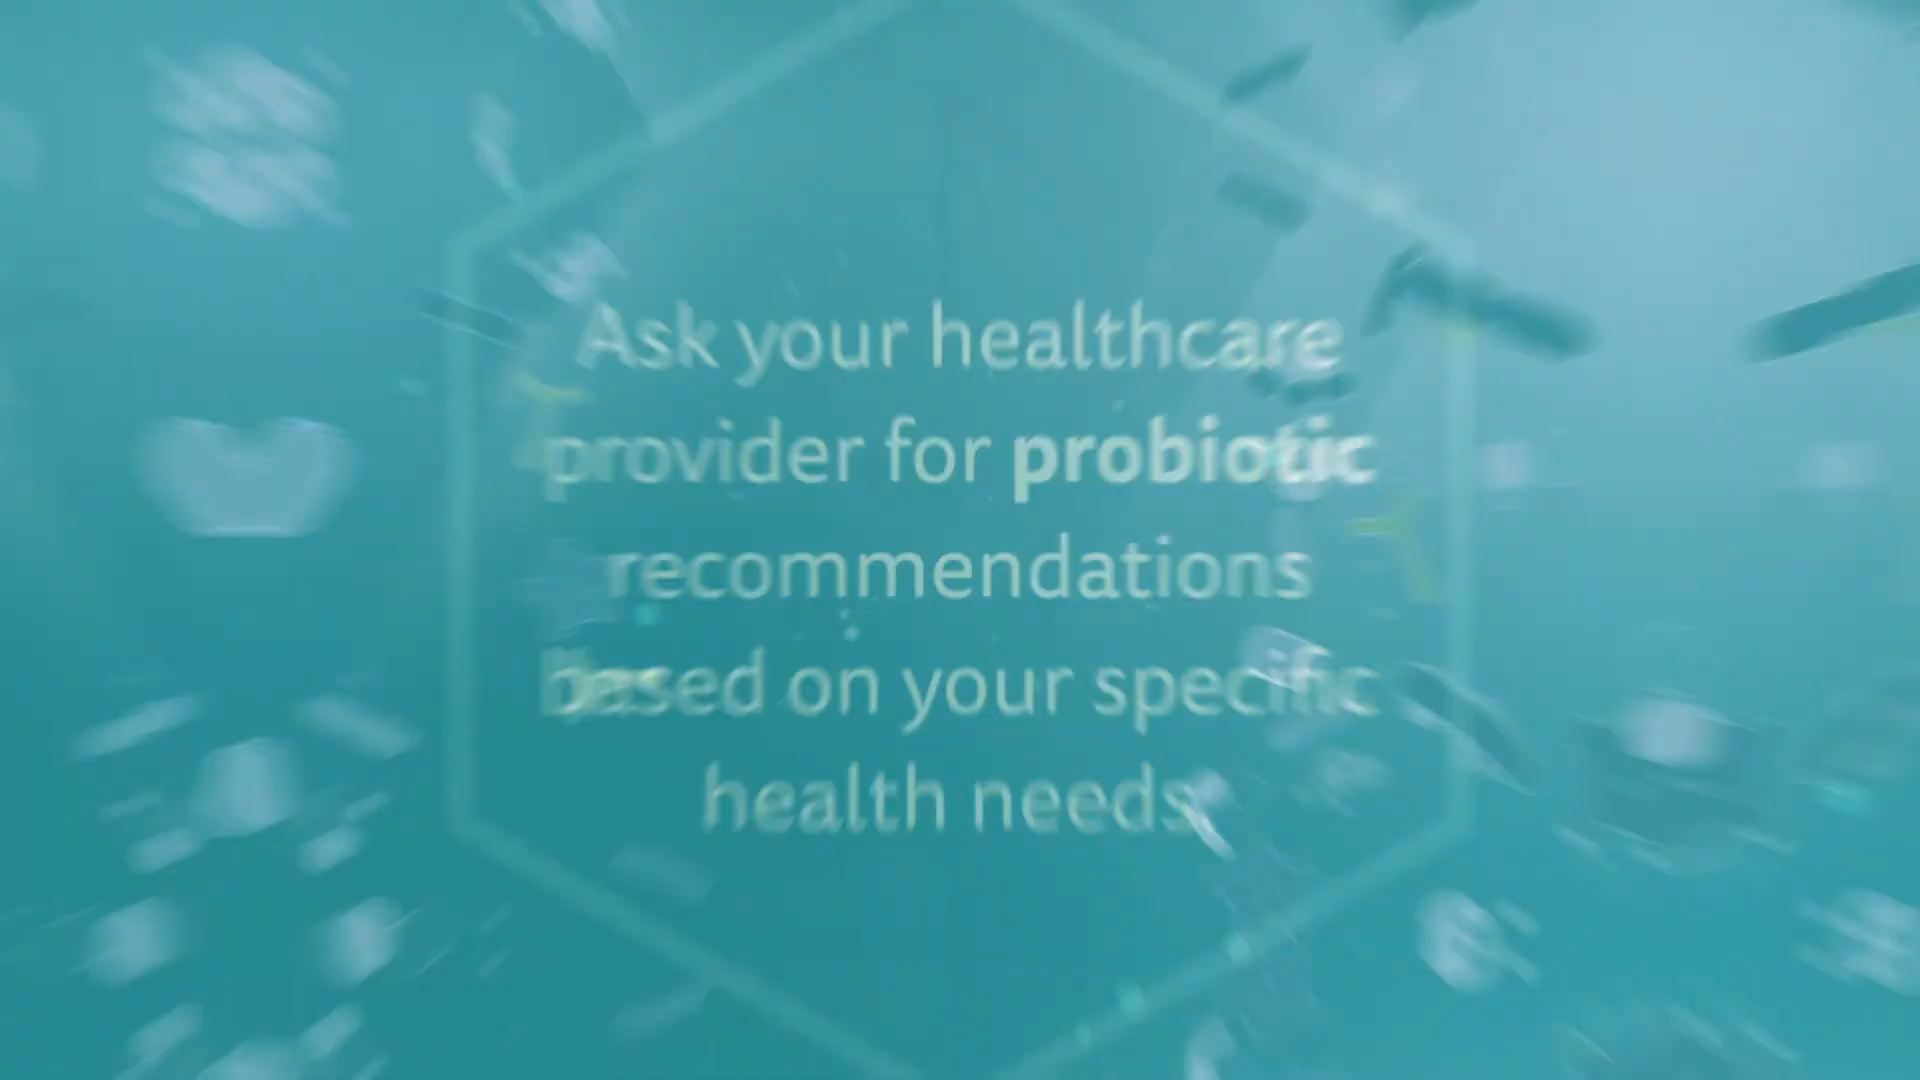 Ask your healthcare
provider for probiotic
recommendations
based on your specific
health needs